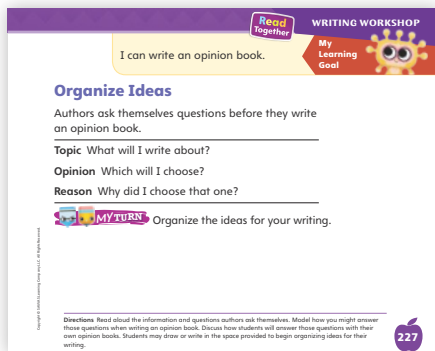 Read
Together
WRITING WORKSHOP
I can write an opinion book.
My
Learning
Goal
Organize Ideas
Authors ask themselves questions before they write
an opinion book.
Topic What will I write about?
Opinion Which will I choose?
Reason Why did I choose that one?
MY TURN Organize the ideas for your writing.
Directions Read aloud the information and questions authors ask themselves. Model how you might answer
those questions when writing an opinion book. Discuss how students will answer those questions with their
own opinion books. Students may draw or write in the space provided to begin organizing ideas for their
writing.
227